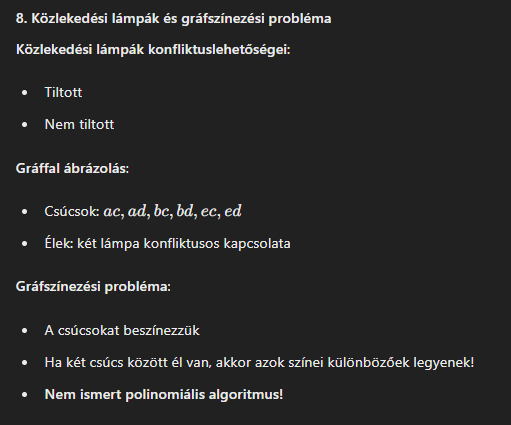 8. Közlekedési lámpák és gráfszínezési probléma
Közlekedési lámpák konfliktuslehetőségei:
• Tiltott
• Nem tiltott
Gráffal ábrázolás:
• Csúcsok: ac, ad, bc, bd, ec, ed
• Élek: két lámpa konfliktusos kapcsolata
Gráfszínezési probléma:
• A csúcsokat beszínezzük
• Ha két csúcs között él van, akkor azok színei különbözőek legyenek!
• Nem ismert polinomiális algoritmus!